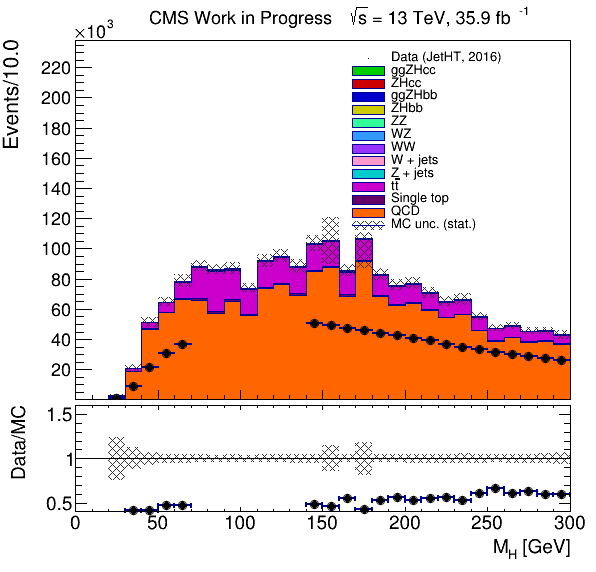 CMS Work in Progress √s = 13 TeV, 35.9 fb -1
×10³
Events/10.0
220
200
180
160
140
120
100
80
60
40
20
Data (JetHT, 2016)
ggZHcc
ZHcc
ggZHbb
ZHbb
ZZ
WZ
WW
W + jets
Z + jets
tt̄
Single top
QCD
MC unc. (stat.)
Data/MC
1.5
1
0.5
0 50 100 150 200 250 300
M_H [GeV]